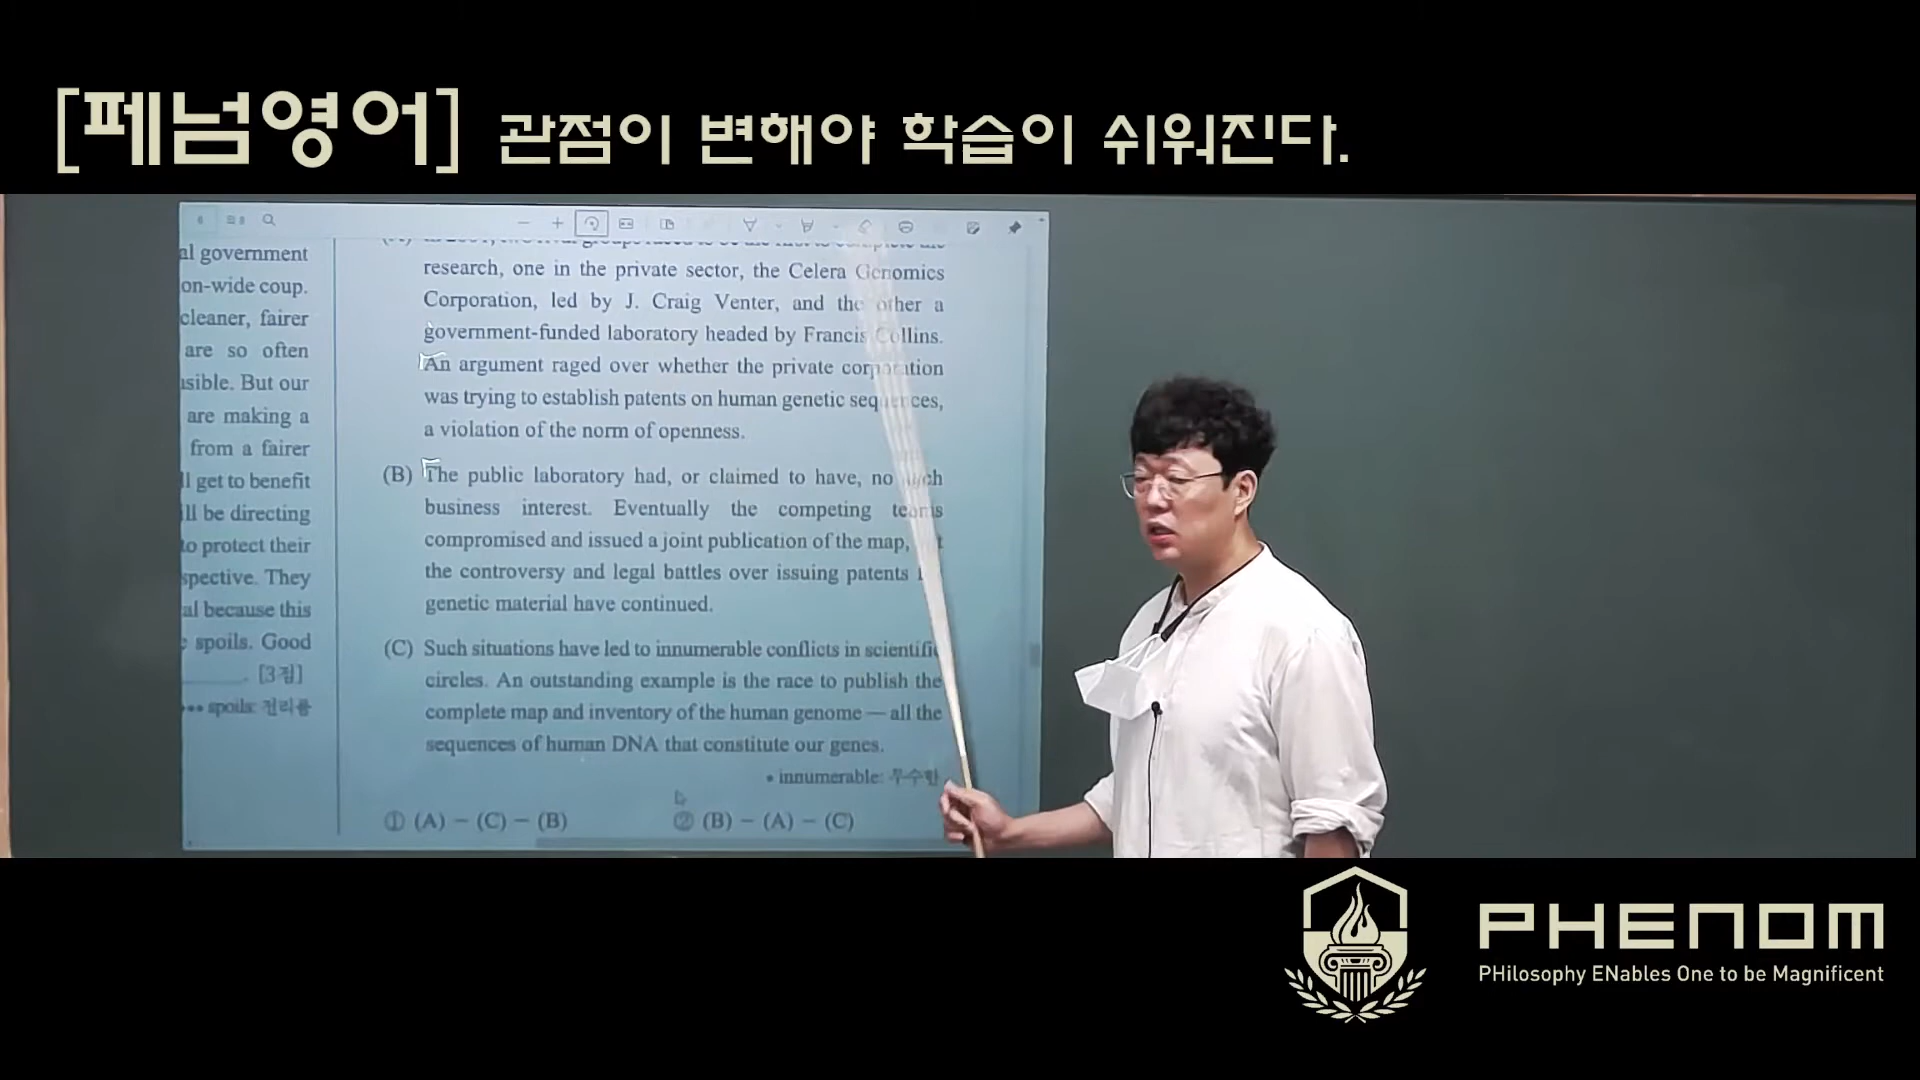 [페넘영어] 관점이 변해야 학습이 쉬워진다.
al government
on-wide coup.
cleaner, fairer
are so often
sible. But our
are making a
from a fairer
ll get to benefit
ll be directing
to protect their
spective. They
al because this
spoils. Good
[3점]
spoils: 전리품
research, one in the private sector, the Celera Genomics
Corporation, led by J. Craig Venter, and the other a
government-funded laboratory headed by Francis Collins.
An argument raged over whether the private corporation
was trying to establish patents on human genetic sequences,
a violation of the norm of openness.
(B) The public laboratory had, or claimed to have, no such
business interest. Eventually the competing teams
compromised and issued a joint publication of the map,
the controversy and legal battles over issuing patents
genetic material have continued.
(C) Such situations have led to innumerable conflicts in scientific
circles. An outstanding example is the race to publish the
complete map and inventory of the human genome — all the
sequences of human DNA that constitute our genes.
* innumerable: 무수한
① (A) − (C) − (B) ② (B) − (A) − (C)
PHENOM
PHilosophy ENables One to be Magnificent